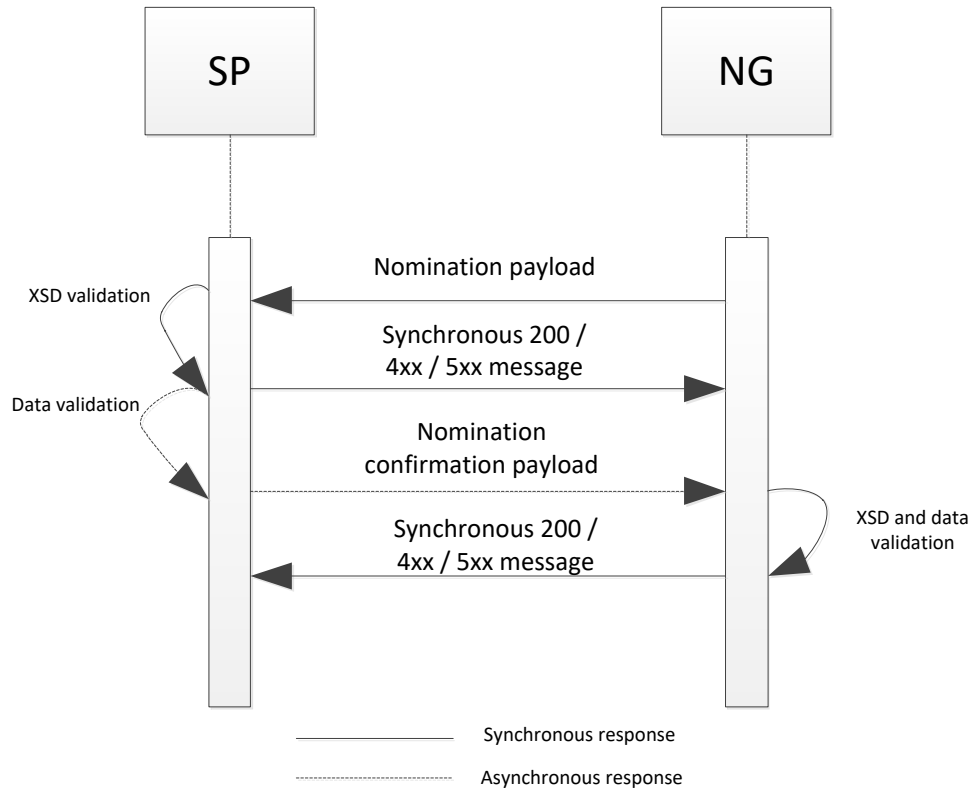 SP
NG
Nomination payload
XSD validation
Synchronous 200 /
4xx / 5xx message
Data validation
Nomination
confirmation payload
XSD and data
validation
Synchronous 200 /
4xx / 5xx message
Synchronous response
Asynchronous response